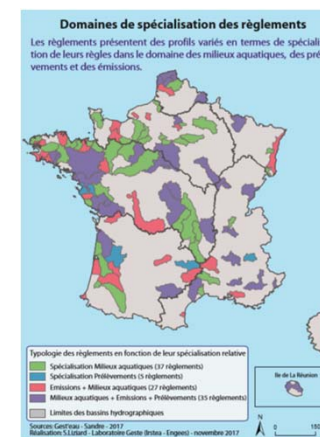 Domaines de spécialisation des règlements
Les règlements présentent des profils variés en termes de spéciali
tion de leurs règles dans le domaine des milieux aquatiques, des pré
vements et des émissions.
Typologie des règlements en fonction de leur spécialisation relative
Spécialisation Milieux aquatiques (37 règlements)
Spécialisation Prélèvements (5 règlements)
Emissions + Milieux aquatiques (27 règlements)
Milieux aquatiques + Emissions + Prélèvements (35 règlements)
Limites des bassins hydrographiques
Ile de La Réunion
Sources Gest'eau - Sandre - 2017
Réalisation S.Liziard - Laboratoire Geste (Irstea - Engees) - novembre 2017
N
0 150